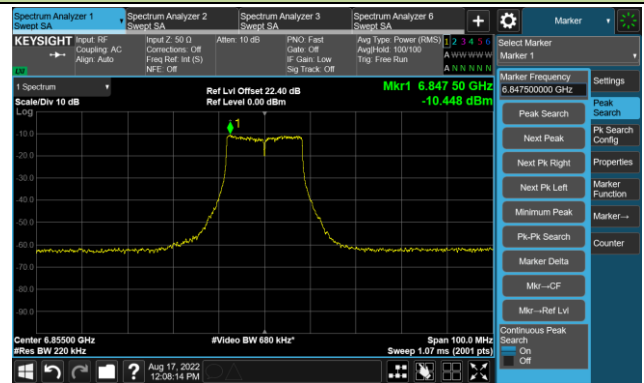 Spectrum Analyzer 1
Swept SA
Spectrum Analyzer 2
Swept SA
Spectrum Analyzer 3
Swept SA
Spectrum Analyzer 6
Swept SA
+
Marker
KEYSIGHT
Input: RF
Coupling: AC
Align: Auto
Input Z: 50 Ω
Corrections: Off
Freq Ref: Int (S)
NFE: Off
Atten: 10 dB
PNO: Fast
Gate: Off
IF Gain: Low
Sig Track: Off
Avg Type: Power (RMS)
Avg|Hold: 100/100
Trig: Free Run
1 2 3 4 5 6
A W W W W W
A N N N N N
Select Marker
Marker 1
1 Spectrum
Scale/Div 10 dB
Log
Ref Lvl Offset 22.40 dB
Ref Level 0.00 dBm
Mkr1 6.847 50 GHz
-10.448 dBm
1
-10.0
-20.0
-30.0
-40.0
-50.0
-60.0
-70.0
-80.0
-90.0
Center 6.85500 GHz
#Res BW 220 kHz
#Video BW 680 kHz*
Span 100.0 MHz
Sweep 1.07 ms (2001 pts)
Marker Frequency
6.847500000 GHz
Peak Search
Next Peak
Next Pk Right
Next Pk Left
Minimum Peak
Pk-Pk Search
Marker Delta
Mkr→CF
Mkr→Ref Lvl
Continuous Peak
Search
On
Off
Settings
Peak
Search
Pk Search
Config
Properties
Marker
Function
Marker→
Counter
?
Aug 17, 2022
12:08:14 PM